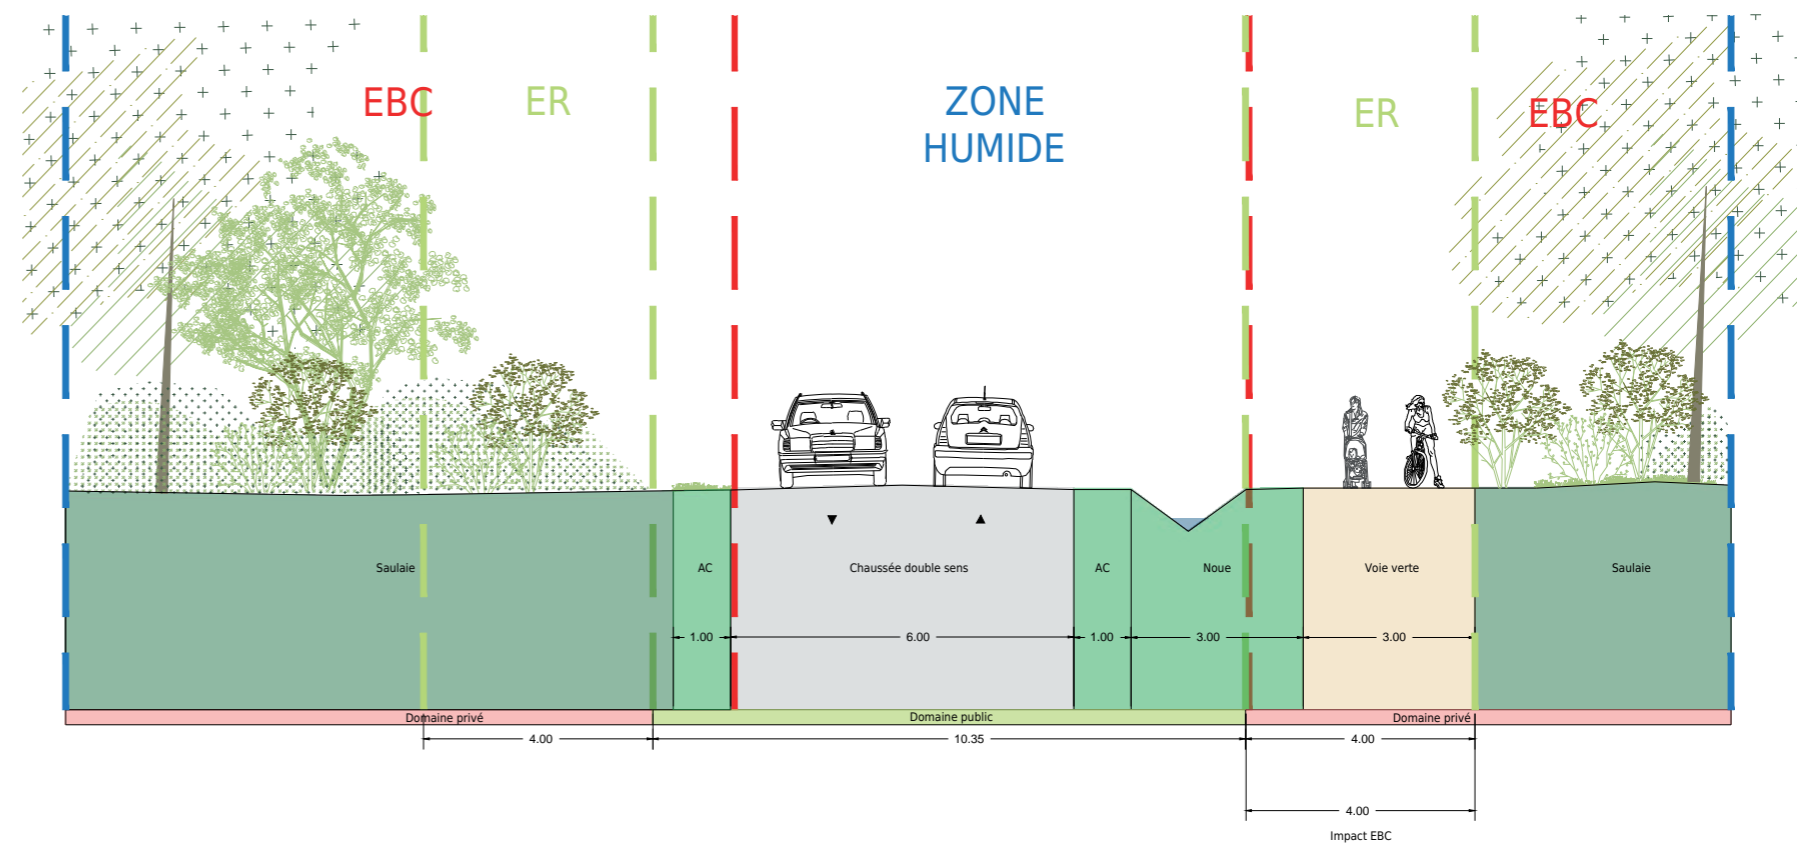 EBC
ER
ZONE
HUMIDE
ER
EBC
Saulaie
AC
Chaussée double sens
AC
Noue
Voie verte
Saulaie
1.00
6.00
1.00
3.00
3.00
Domaine privé
Domaine public
Domaine privé
4.00
10.35
4.00
4.00
Impact EBC